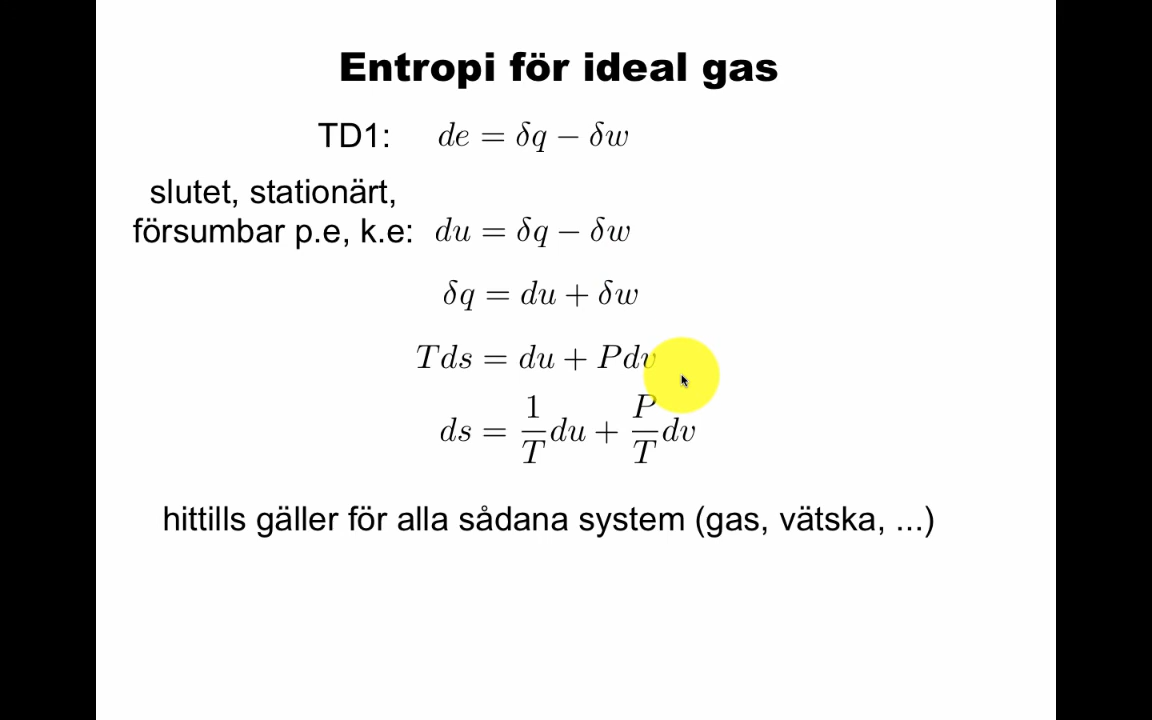 Entropi för ideal gas
TD1: de = δq − δw
slutet, stationärt,
försumbar p.e, k.e: du = δq − δw
δq = du + δw
Tds = du + Pdv
ds = 1/T du + P/T dv
hittills gäller för alla sådana system (gas, vätska, ...)